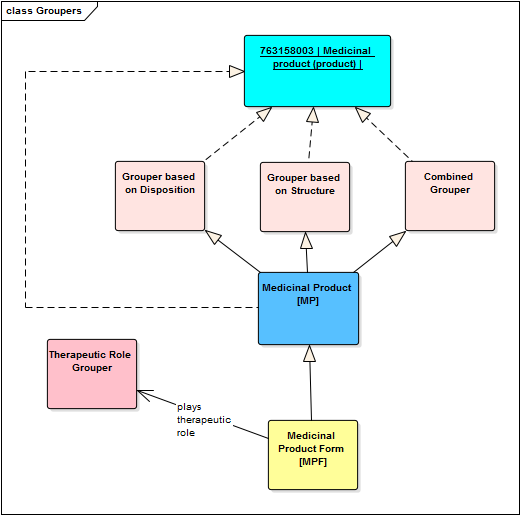 class Groupers
763158003 | Medicinal
product (product) |
Grouper based
on Disposition
Grouper based
on Structure
Combined
Grouper
Medicinal Product
[MP]
Therapeutic Role
Grouper
plays
therapeutic
role
Medicinal
Product Form
[MPF]